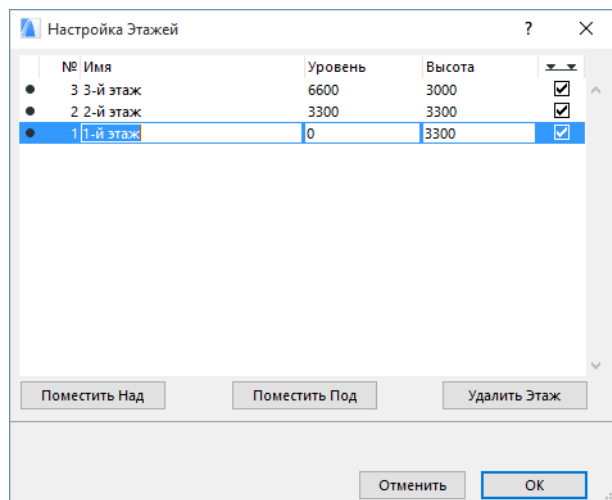 Настройка Этажей ?
№ Имя Уровень Высота
3 3-й этаж 6600 3000
2 2-й этаж 3300 3300
1 1-й этаж 0 3300
Поместить Над Поместить Под Удалить Этаж
Отменить OK